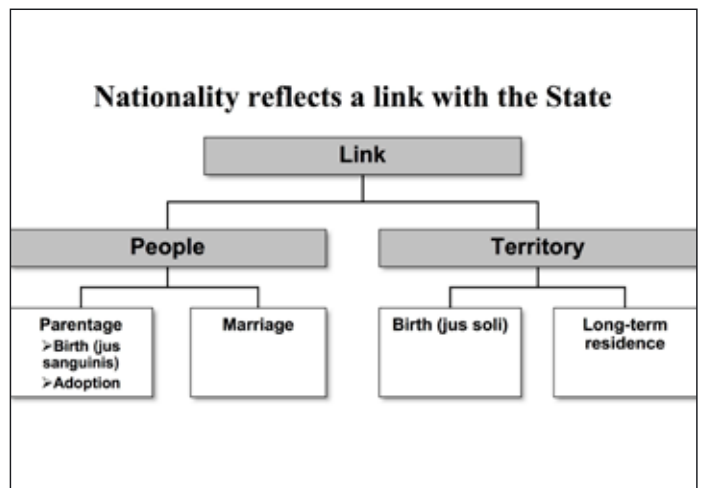 Nationality reflects a link with the State
Link
People
Territory
Parentage
➢Birth (jus
sanguinis)
➢Adoption
Marriage
Birth (jus soli)
Long-term
residence